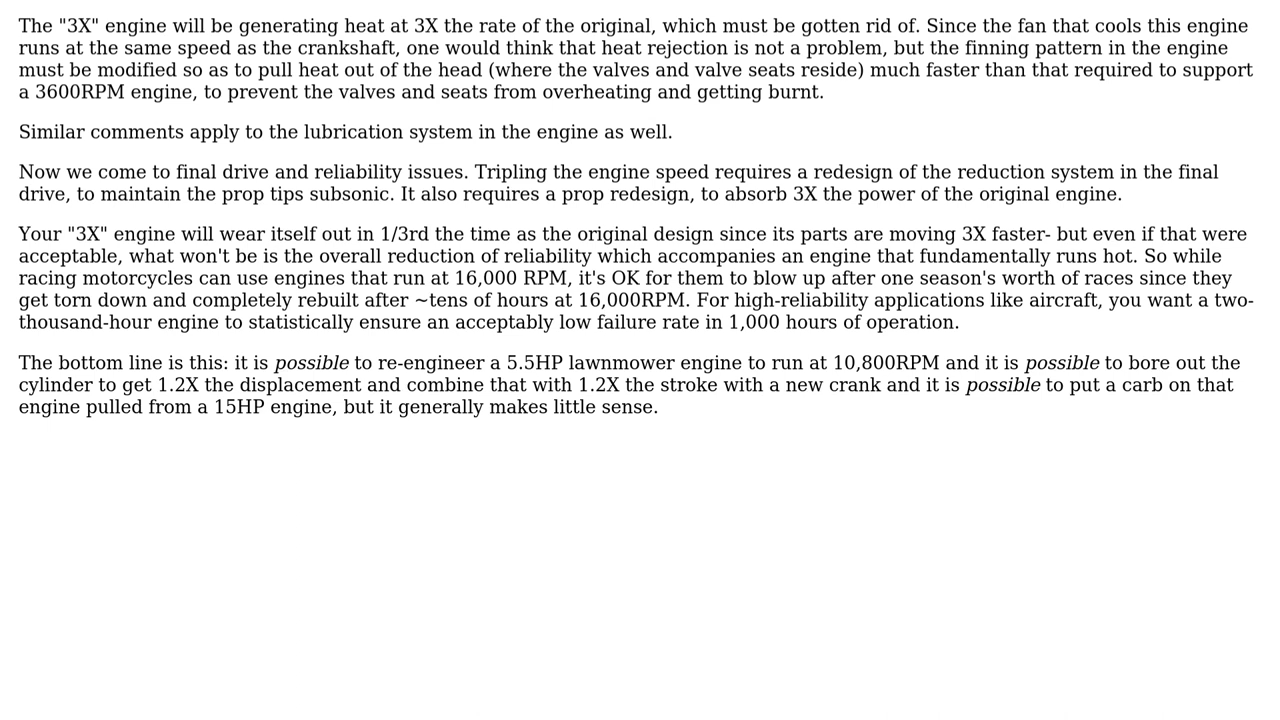 The "3X" engine will be generating heat at 3X the rate of the original, which must be gotten rid of. Since the fan that cools this engine
runs at the same speed as the crankshaft, one would think that heat rejection is not a problem, but the finning pattern in the engine
must be modified so as to pull heat out of the head (where the valves and valve seats reside) much faster than that required to support
a 3600RPM engine, to prevent the valves and seats from overheating and getting burnt.
Similar comments apply to the lubrication system in the engine as well.
Now we come to final drive and reliability issues. Tripling the engine speed requires a redesign of the reduction system in the final
drive, to maintain the prop tips subsonic. It also requires a prop redesign, to absorb 3X the power of the original engine.
Your "3X" engine will wear itself out in 1/3rd the time as the original design since its parts are moving 3X faster- but even if that were
acceptable, what won't be is the overall reduction of reliability which accompanies an engine that fundamentally runs hot. So while
racing motorcycles can use engines that run at 16,000 RPM, it's OK for them to blow up after one season's worth of races since they
get torn down and completely rebuilt after ~tens of hours at 16,000RPM. For high-reliability applications like aircraft, you want a two-
thousand-hour engine to statistically ensure an acceptably low failure rate in 1,000 hours of operation.
The bottom line is this: it is possible to re-engineer a 5.5HP lawnmower engine to run at 10,800RPM and it is possible to bore out the
cylinder to get 1.2X the displacement and combine that with 1.2X the stroke with a new crank and it is possible to put a carb on that
engine pulled from a 15HP engine, but it generally makes little sense.